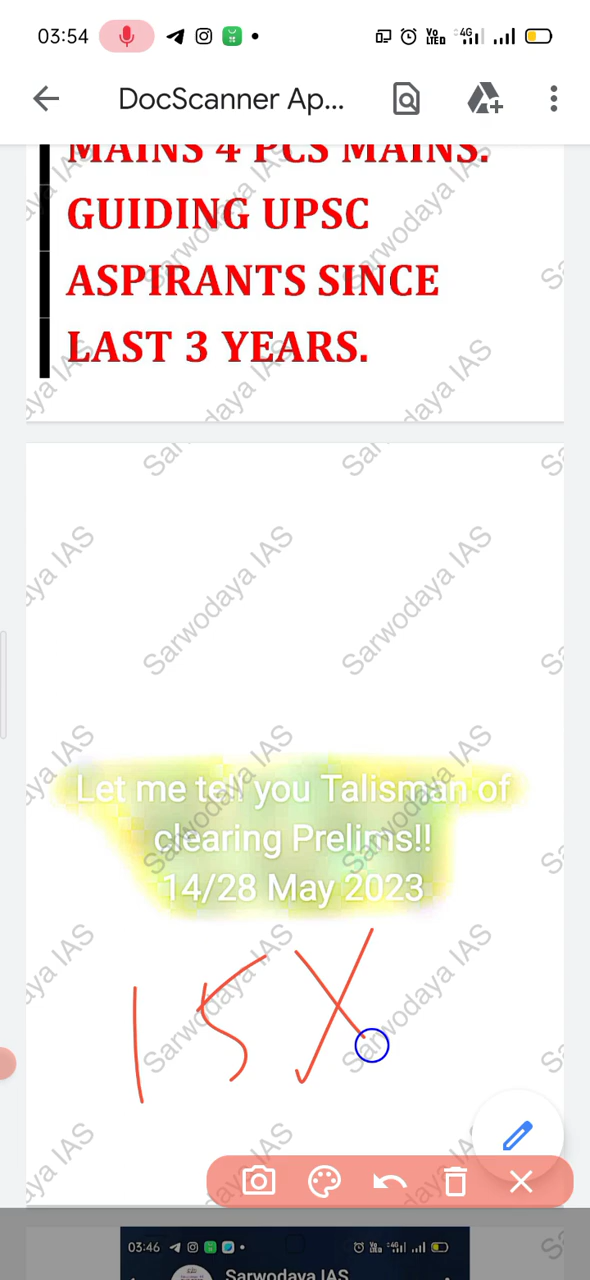 03:54
DocScanner Ap...
MAINS 4 PCS MAINS.
GUIDING UPSC
ASPIRANTS SINCE
LAST 3 YEARS.
Let me tell you Talisman of
clearing Prelims!!
14/28 May 2023
15X
03:46
Sarwodaya IAS